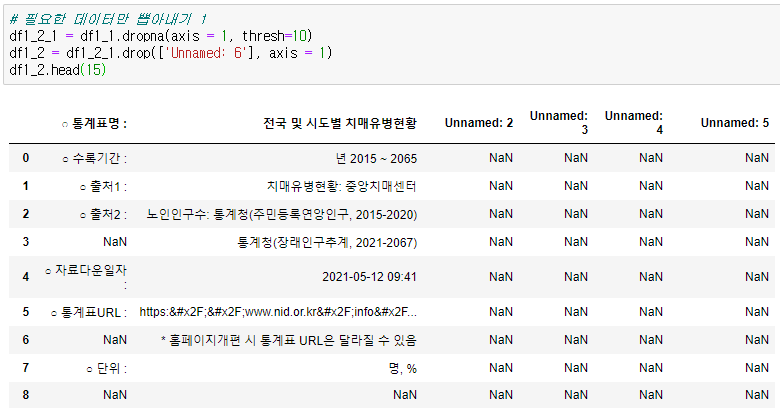 # 필요한 데이터만 뽑아내기 1
df1_2_1 = df1_1.dropna(axis = 1, thresh=10)
df1_2 = df1_2_1.drop(['Unnamed: 6'], axis = 1)
df1_2.head(15)
○ 통계표명 : 전국 및 시도별 치매유병현황 Unnamed: 2 Unnamed: 3 Unnamed: 4 Unnamed: 5
0 ○ 수록기간 : 년 2015 ~ 2065 NaN NaN NaN NaN
1 ○ 출처1 : 치매유병현황: 중앙치매센터 NaN NaN NaN NaN
2 ○ 출처2 : 노인인구수: 통계청(주민등록연앙인구, 2015-2020) NaN NaN NaN NaN
3 NaN 통계청(장래인구추계, 2021-2067) NaN NaN NaN NaN
4 ○ 자료다운일자 : 2021-05-12 09:41 NaN NaN NaN NaN
5 ○ 통계표URL : https:&#x2F;&#x2F;www.nid.or.kr&#x2F;info&#x2F... NaN NaN NaN NaN
6 NaN * 홈페이지개편 시 통계표 URL은 달라질 수 있음 NaN NaN NaN NaN
7 ○ 단위 : 명, % NaN NaN NaN NaN
8 NaN NaN NaN NaN NaN NaN